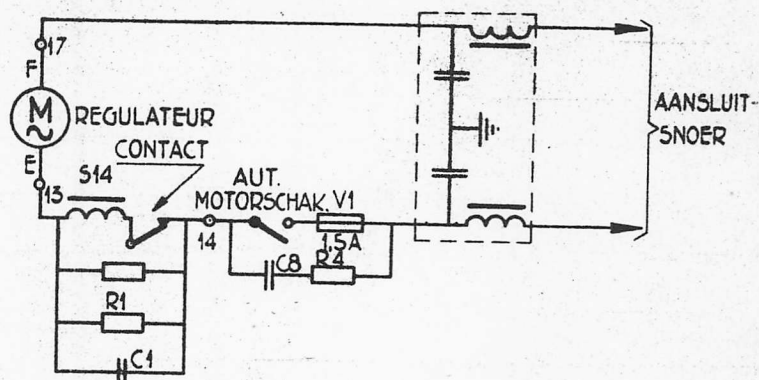 17
F
M
REGULATEUR
CONTACT
E
S14
13
AUT.
MOTORSCHAK.
V1
14
1,5A
C8
R4
R1
C1
AANSLUIT-
SNOER